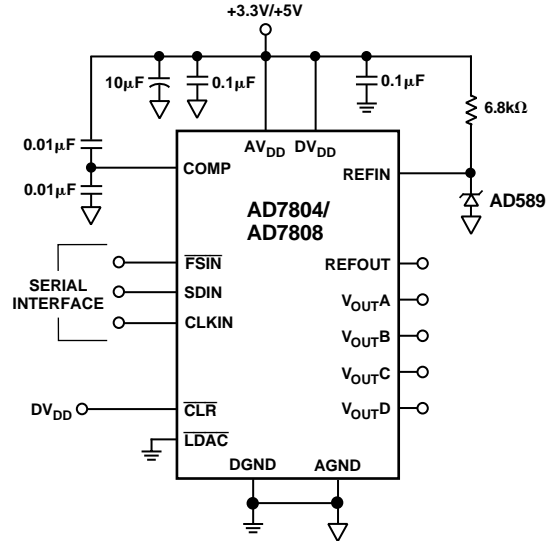 +3.3V/+5V
10μF
0.1μF
0.1μF
6.8kΩ
0.01μF
0.01μF
AVDD DVDD
COMP
REFIN
AD589
AD7804/
AD7808
FSIN
SDIN
CLKIN
SERIAL
INTERFACE
REFOUT
VOUTA
VOUTB
VOUTC
VOUTD
DVDD
CLR
LDAC
DGND AGND